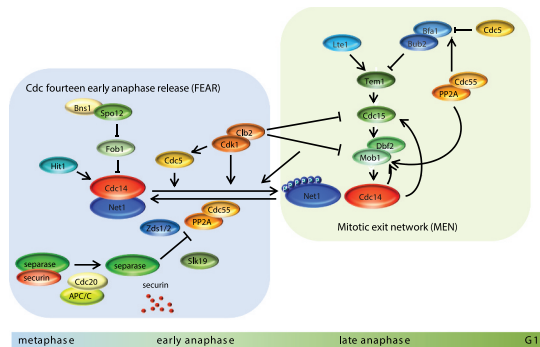 Cdc fourteen early anaphase release (FEAR)
Bns1
Spo12
Fob1
Hit1
Cdc14
Net1
Clb2
Cdk1
Cdc5
Cdc55
PP2A
Zds1/2
Slk19
separase
securin
separase
Cdc20
APC/C
securin
Lte1
Bfa1
Bub2
Cdc5
Tem1
Cdc55
PP2A
Cdc15
Dbf2
Mob1
P P P P P P
Net1
Cdc14
Mitotic exit network (MEN)
metaphase early anaphase late anaphase G1